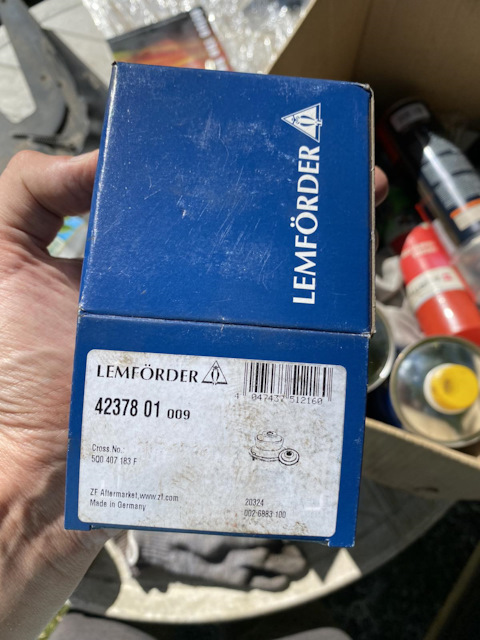 LEMFÖRDER
LEMFÖRDER
4 047437 512160
42378 01 009
Cross No.:
5Q0 407 183 F
ZF Aftermarket,www.zf.com
Made in Germany
20324
002 6883 100